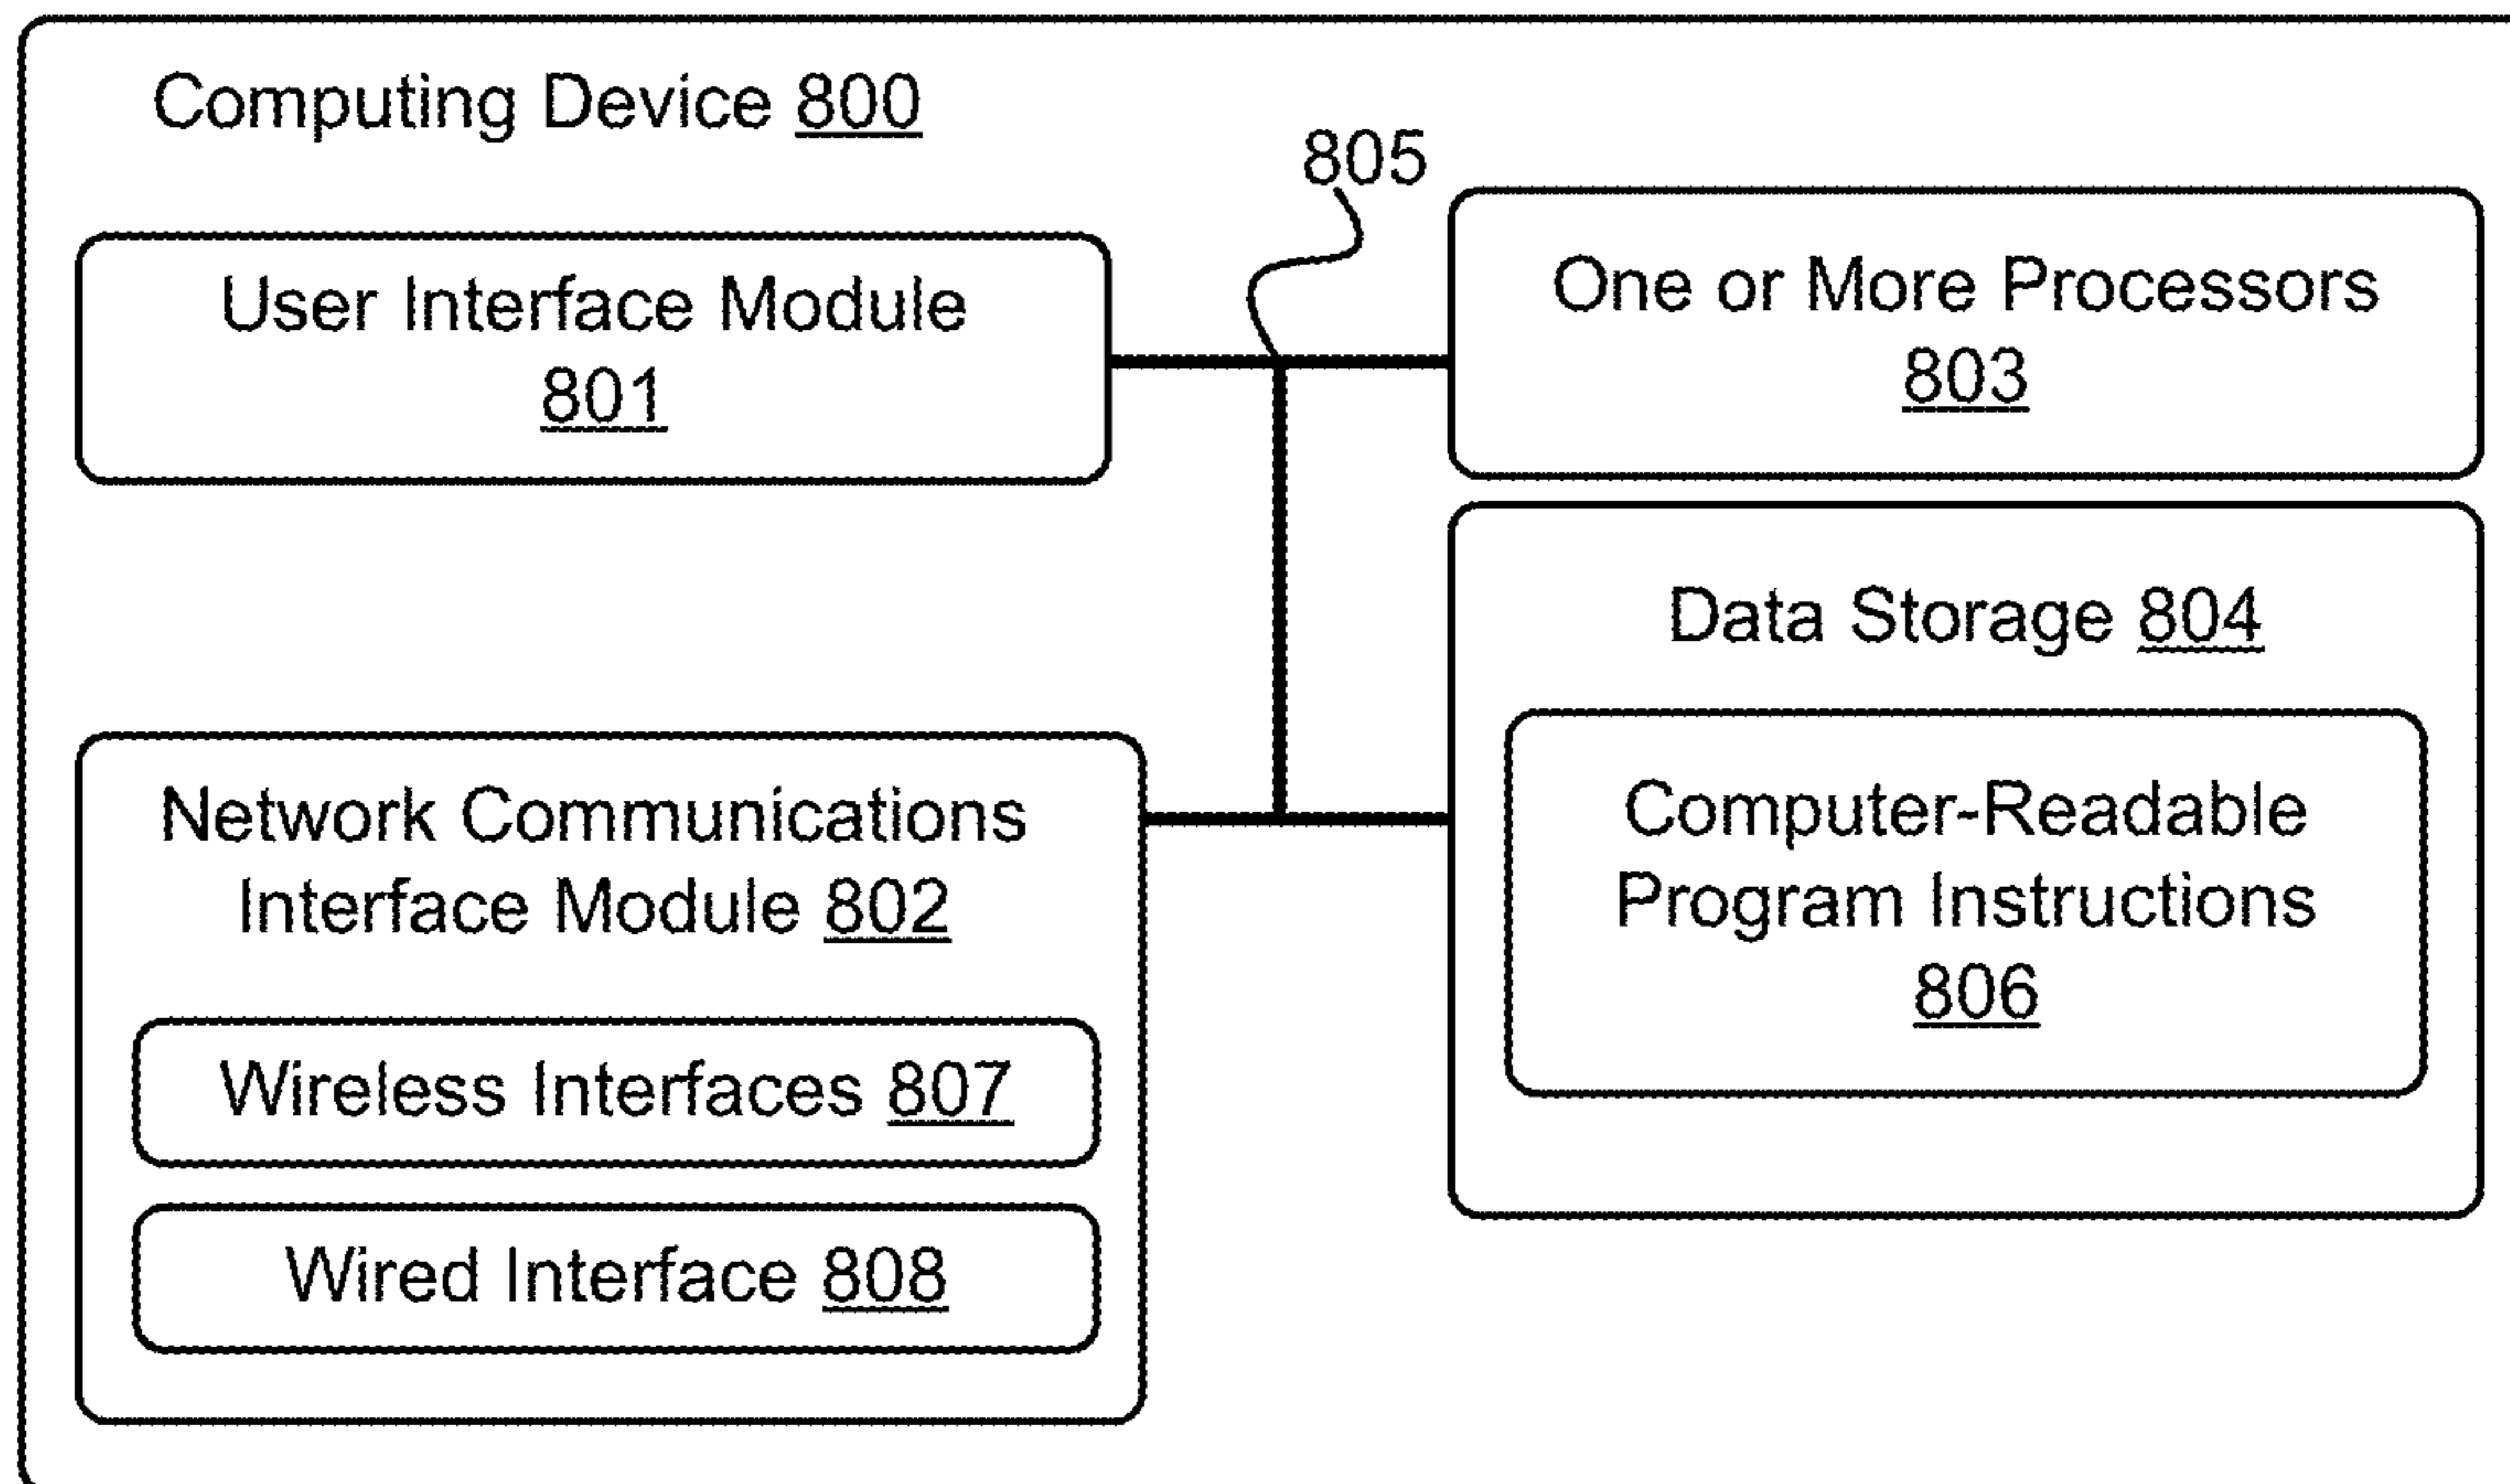 Computing Device 800
805
User Interface Module
801
One or More Processors
803
Data Storage 804
Computer-Readable
Program Instructions
806
Network Communications
Interface Module 802
Wireless Interfaces 807
Wired Interface 808